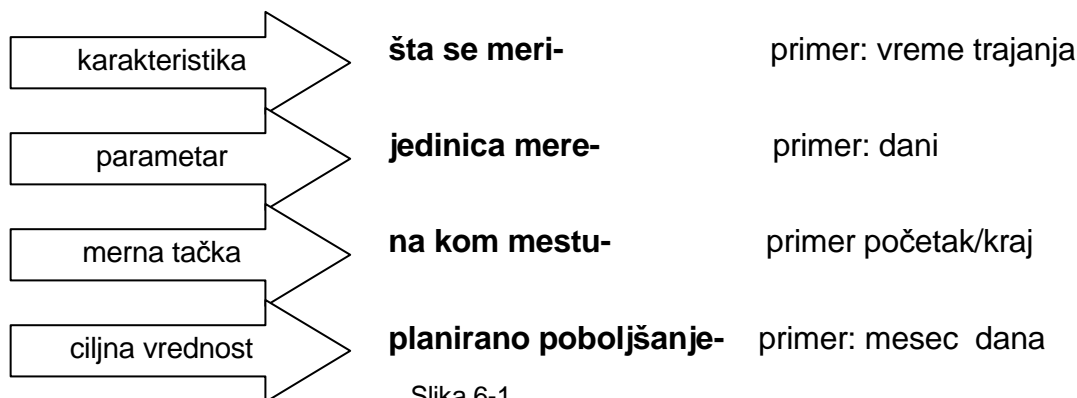 karakteristika šta se meri- primer: vreme trajanja
parametar jedinica mere- primer: dani
merna tačka na kom mestu- primer početak/kraj
ciljna vrednost planirano poboljšanje- primer: mesec dana
Slika 6-1